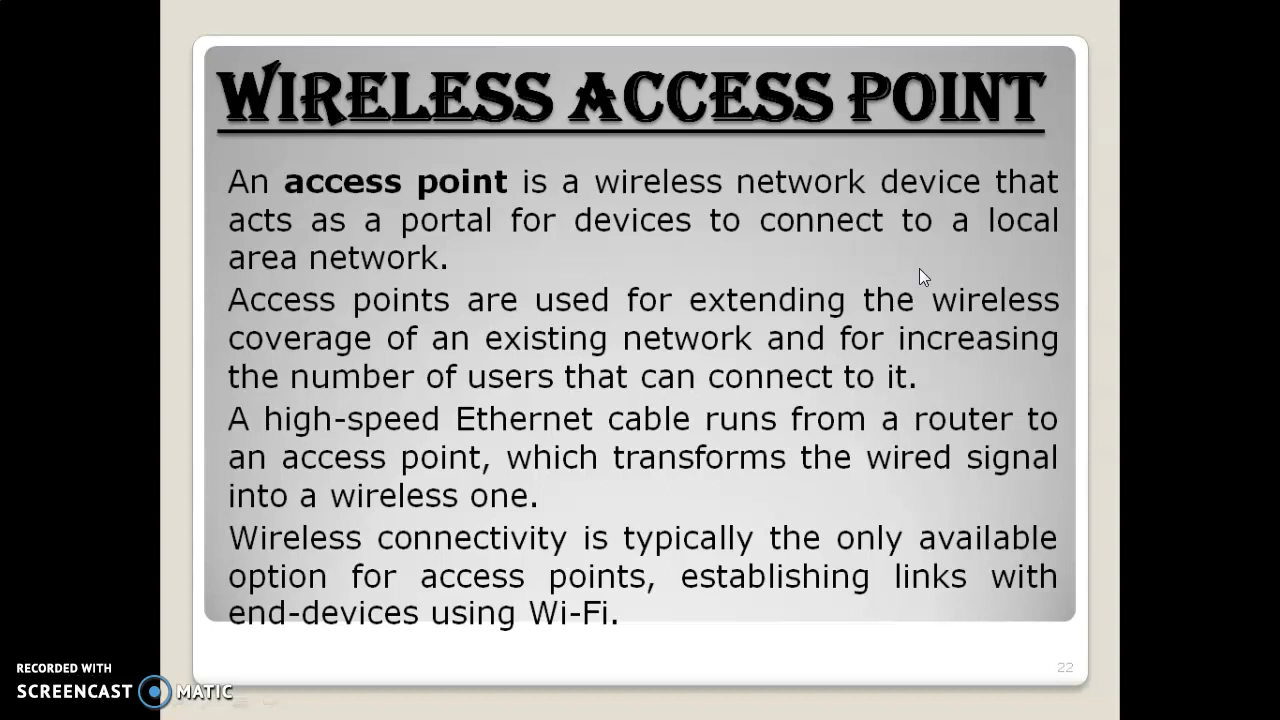 WIRELESS ACCESS POINT
An access point is a wireless network device that
acts as a portal for devices to connect to a local
area network.
Access points are used for extending the wireless
coverage of an existing network and for increasing
the number of users that can connect to it.
A high-speed Ethernet cable runs from a router to
an access point, which transforms the wired signal
into a wireless one.
Wireless connectivity is typically the only available
option for access points, establishing links with
end-devices using Wi-Fi.
22
RECORDED WITH
SCREENCAST MATIC